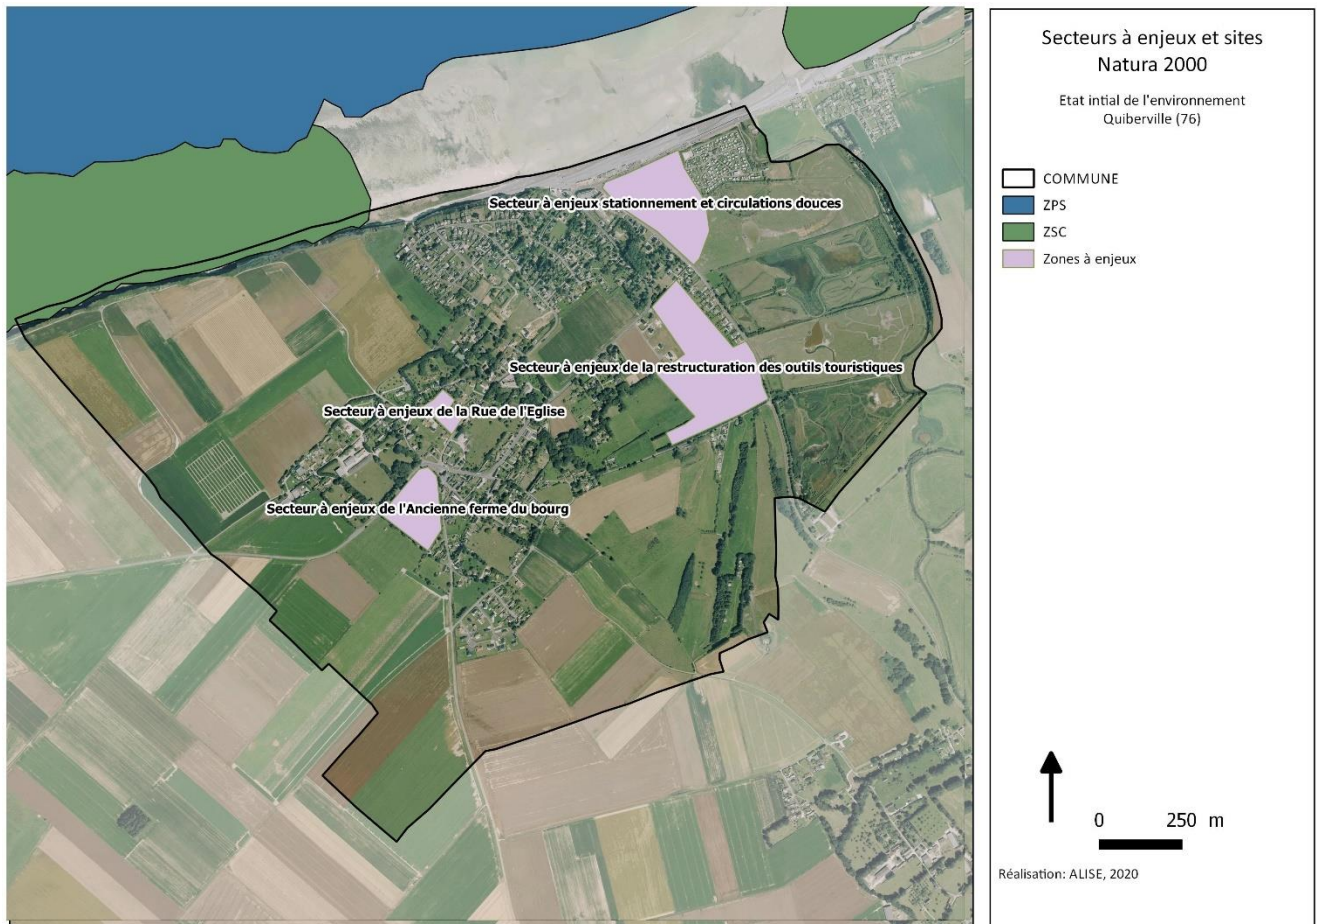 Secteur à enjeux stationnement et circulations douces
Secteur à enjeux de la restructuration des outils touristiques
Secteur à enjeux de la Rue de l'Eglise
Secteur à enjeux de l'Ancienne ferme du bourg
Secteurs à enjeux et sites
Natura 2000
Etat intial de l'environnement
Quiberville (76)
COMMUNE
ZPS
ZSC
Zones à enjeux
0 250 m
Réalisation: ALISE, 2020